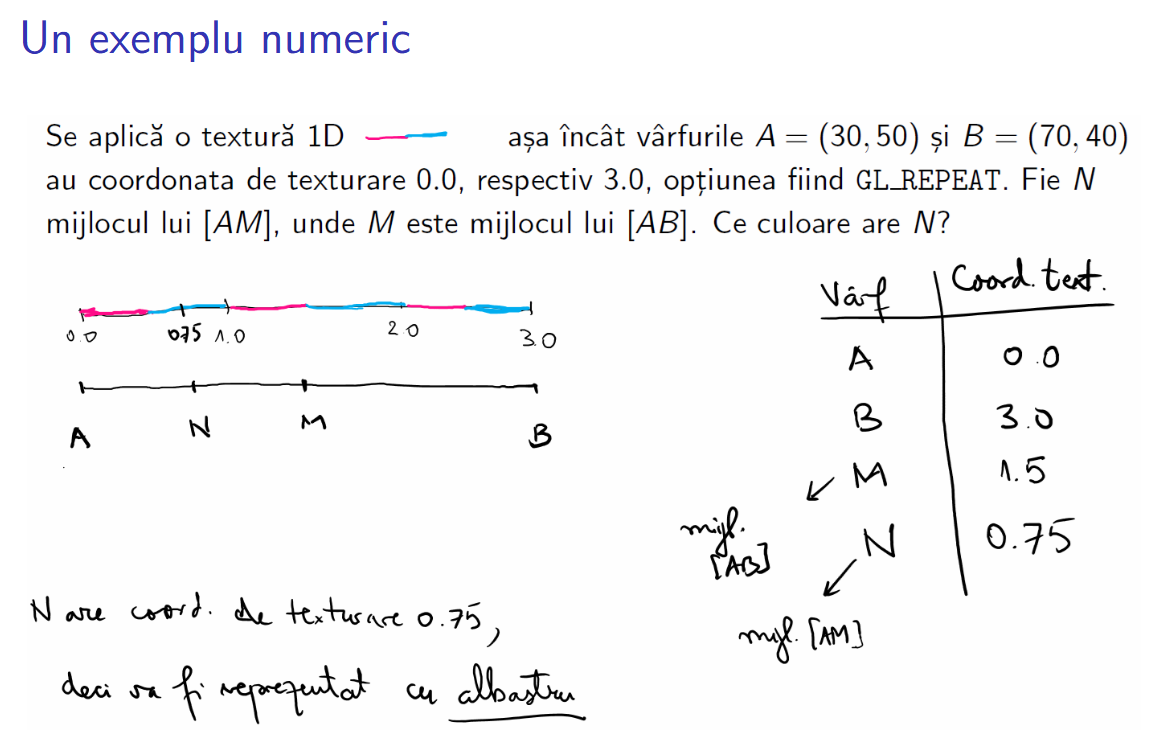 Un exemplu numeric
Se aplică o textură 1D așa încât vârfurile A = (30, 50) și B = (70, 40)
au coordonata de texturare 0.0, respectiv 3.0, opțiunea fiind GL_REPEAT. Fie N
mijlocul lui [AM], unde M este mijlocul lui [AB]. Ce culoare are N?
Vârf Coord. text.
0.0 075 1.0 2.0 3.0
A 0.0
A N M B
B 3.0
M 1.5
mijl. [AB]
N 0.75
mijl. [AM]
N are coord. de texturare 0.75,
deci va fi reprezentat cu albastru